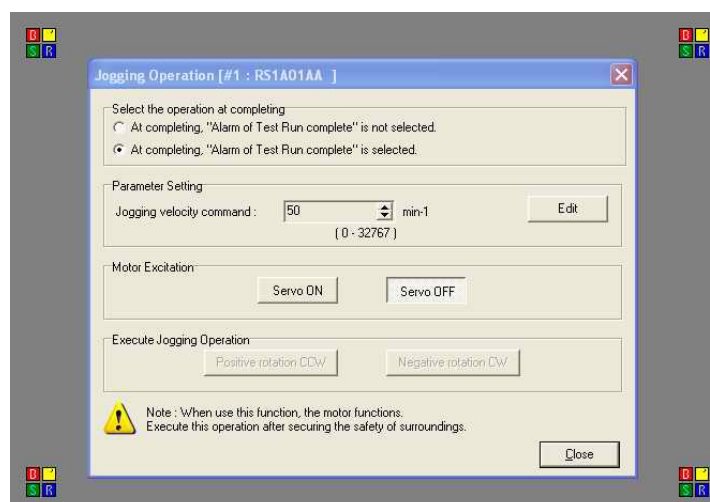 Jogging Operation [#1 : RS1A01AA ]
Select the operation at completing
At completing, "Alarm of Test Run complete" is not selected.
At completing, "Alarm of Test Run complete" is selected.
Parameter Setting
Jogging velocity command : 50 min-1 Edit
( 0 - 32767 )
Motor Excitation
Servo ON Servo OFF
Execute Jogging Operation
Positive rotation CCW Negative rotation CW
Note : When use this function, the motor functions.
Execute this operation after securing the safety of surroundings.
Close